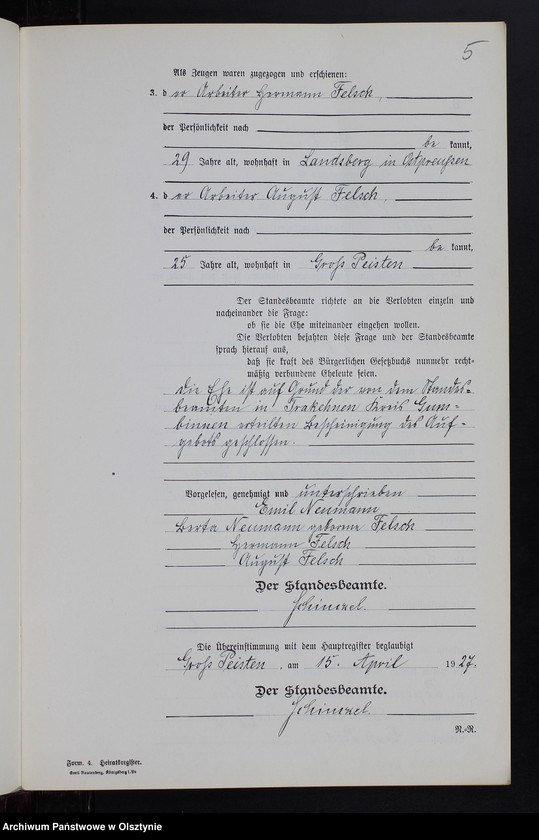 5
Als Zeugen waren zugezogen und erschienen:
3. der Arbeiter Hermann Felsch,
der Persönlichkeit nach
bekannt,
29 Jahre alt, wohnhaft in Landsberg in Ostpreußen
4. der Arbeiter August Felsch
der Persönlichkeit nach
bekannt,
25 Jahre alt, wohnhaft in Groß Peisten
Der Standesbeamte richtete an die Verlobten einzeln und
nacheinander die Frage:
ob sie die Ehe miteinander eingehen wollen.
Die Verlobten bejahten diese Frage und der Standesbeamte
sprach hierauf aus,
daß sie kraft des Bürgerlichen Gesetzbuchs nunmehr recht-
mäßig verbundene Eheleute seien.
Die Ehe ist auf Grund der von dem Standes-
beamten in Trakehnen Kreis Gum-
binnen erteilten Bescheinigung des Auf-
gebots geschlossen.
Vorgelesen, genehmigt und unterschrieben
Emil Neumann
Berta Neumann geborene Felsch
Hermann Felsch
August Felsch
Der Standesbeamte.
Schinkel
Die Übereinstimmung mit dem Hauptregister beglaubigt
Groß Peisten, am 15. April 1927.
Der Standesbeamte.
Schinkel
N.-R.
Form. 4. Heiratsregister.
Archiwum Państwowe w Olsztynie